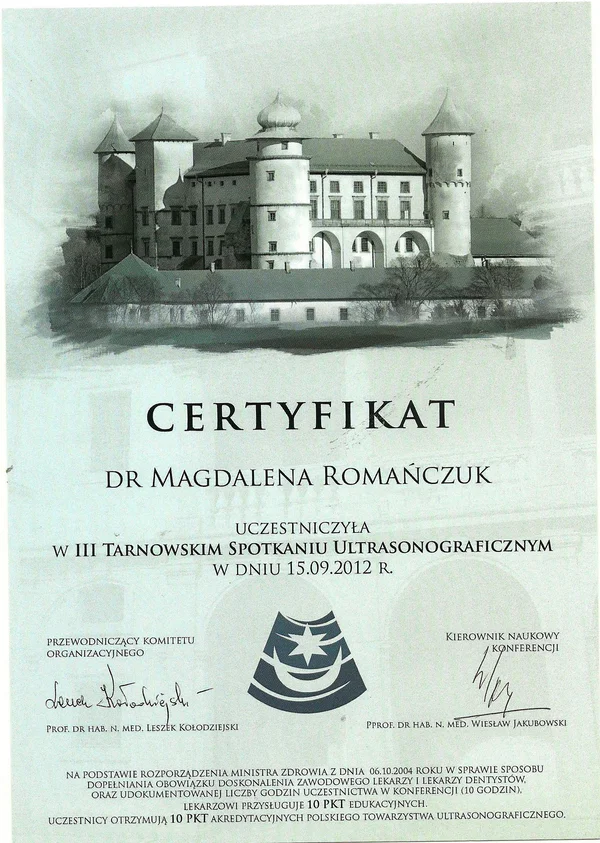 CERTYFIKAT
DR MAGDALENA ROMAŃCZUK
UCZESTNICZYŁA
W III TARNOWSKIM SPOTKANIU ULTRASONOGRAFICZNYM
W DNIU 15.09.2012 R.
PRZEWODNICZĄCY KOMITETU
ORGANIZACYJNEGO
Leszek Kołodziejski
PROF. DR HAB. N. MED. LESZEK KOŁODZIEJSKI
KIEROWNIK NAUKOWY
KONFERENCJI
PPROF. DR HAB. N. MED. WIESŁAW JAKUBOWSKI
NA PODSTAWIE ROZPORZĄDZENIA MINISTRA ZDROWIA Z DNIA 06.10.2004 ROKU W SPRAWIE SPOSOBU
DOPEŁNIANIA OBOWIĄZKU DOSKONALENIA ZAWODOWEGO LEKARZY I LEKARZY DENTYSTÓW,
ORAZ UDOKUMENTOWANEJ LICZBY GODZIN UCZESTNICTWA W KONFERENCJI (10 GODZIN),
LEKARZOWI PRZYSŁUGUJE 10 PKT EDUKACYJNYCH.
UCZESTNICY OTRZYMUJĄ 10 PKT AKREDYTACYJNYCH POLSKIEGO TOWARZYSTWA ULTRASONOGRAFICZNEGO.